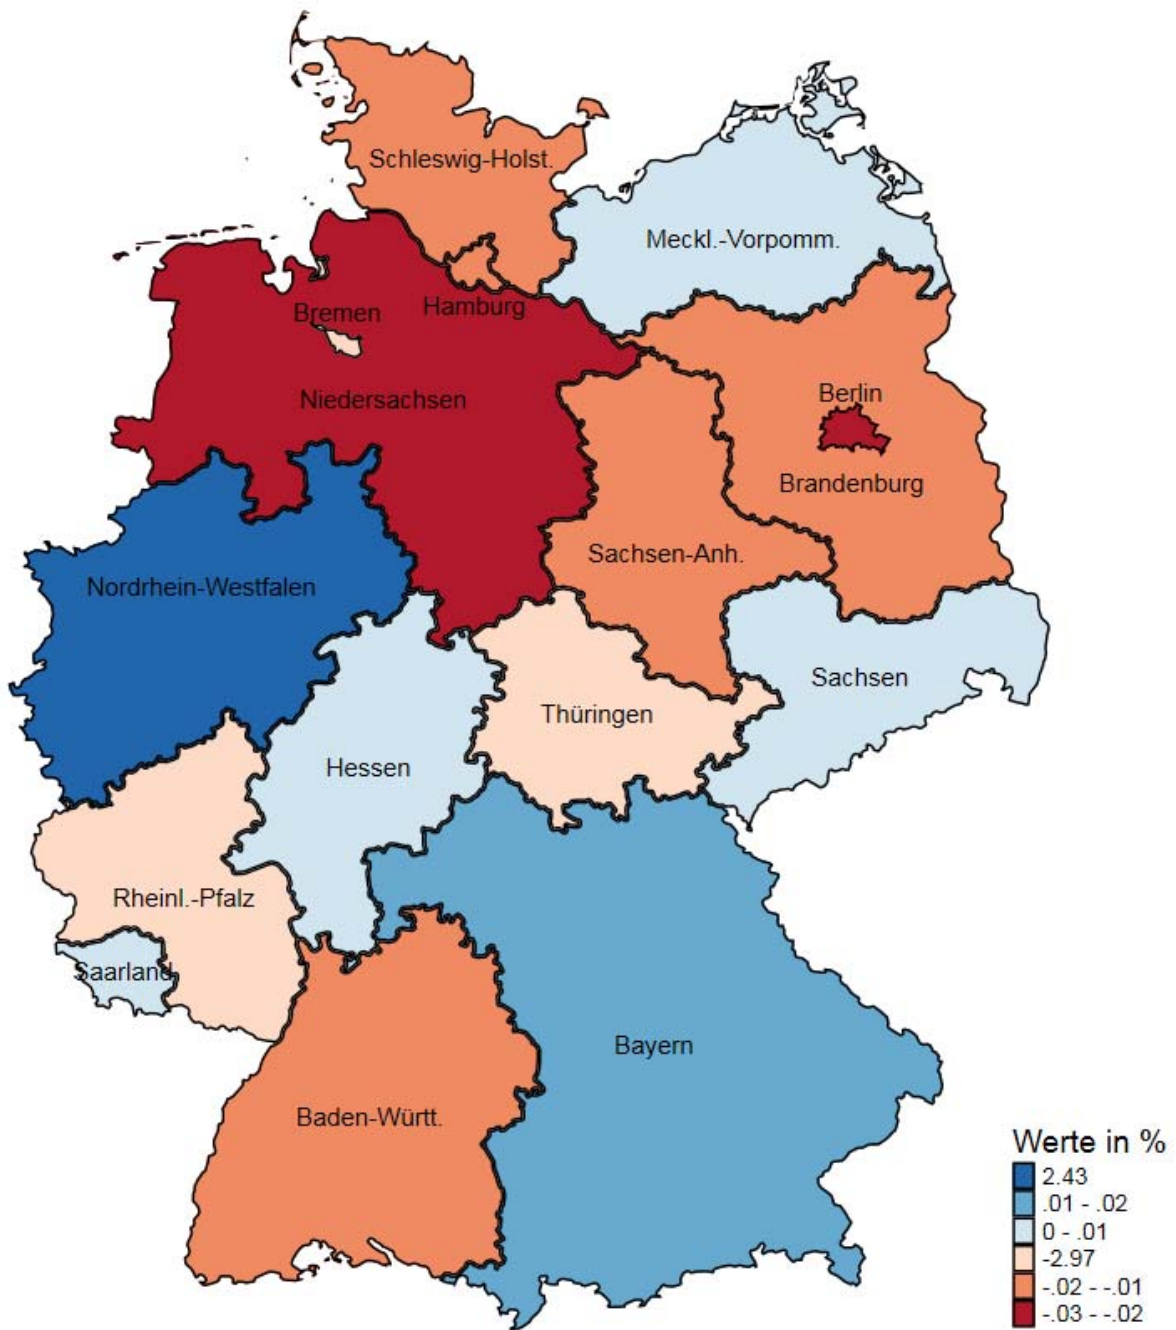 Schleswig-Holst.
Meckl.-Vorpomm.
Hamburg
Bremen
Berlin
Niedersachsen
Brandenburg
Sachsen-Anh.
Nordrhein-Westfalen
Sachsen
Thüringen
Hessen
Rheinl.-Pfalz
Saarland
Bayern
Baden-Württ.
Werte in %
2.43
.01 - .02
0 - .01
-2.97
-.02 - -.01
-.03 - -.02